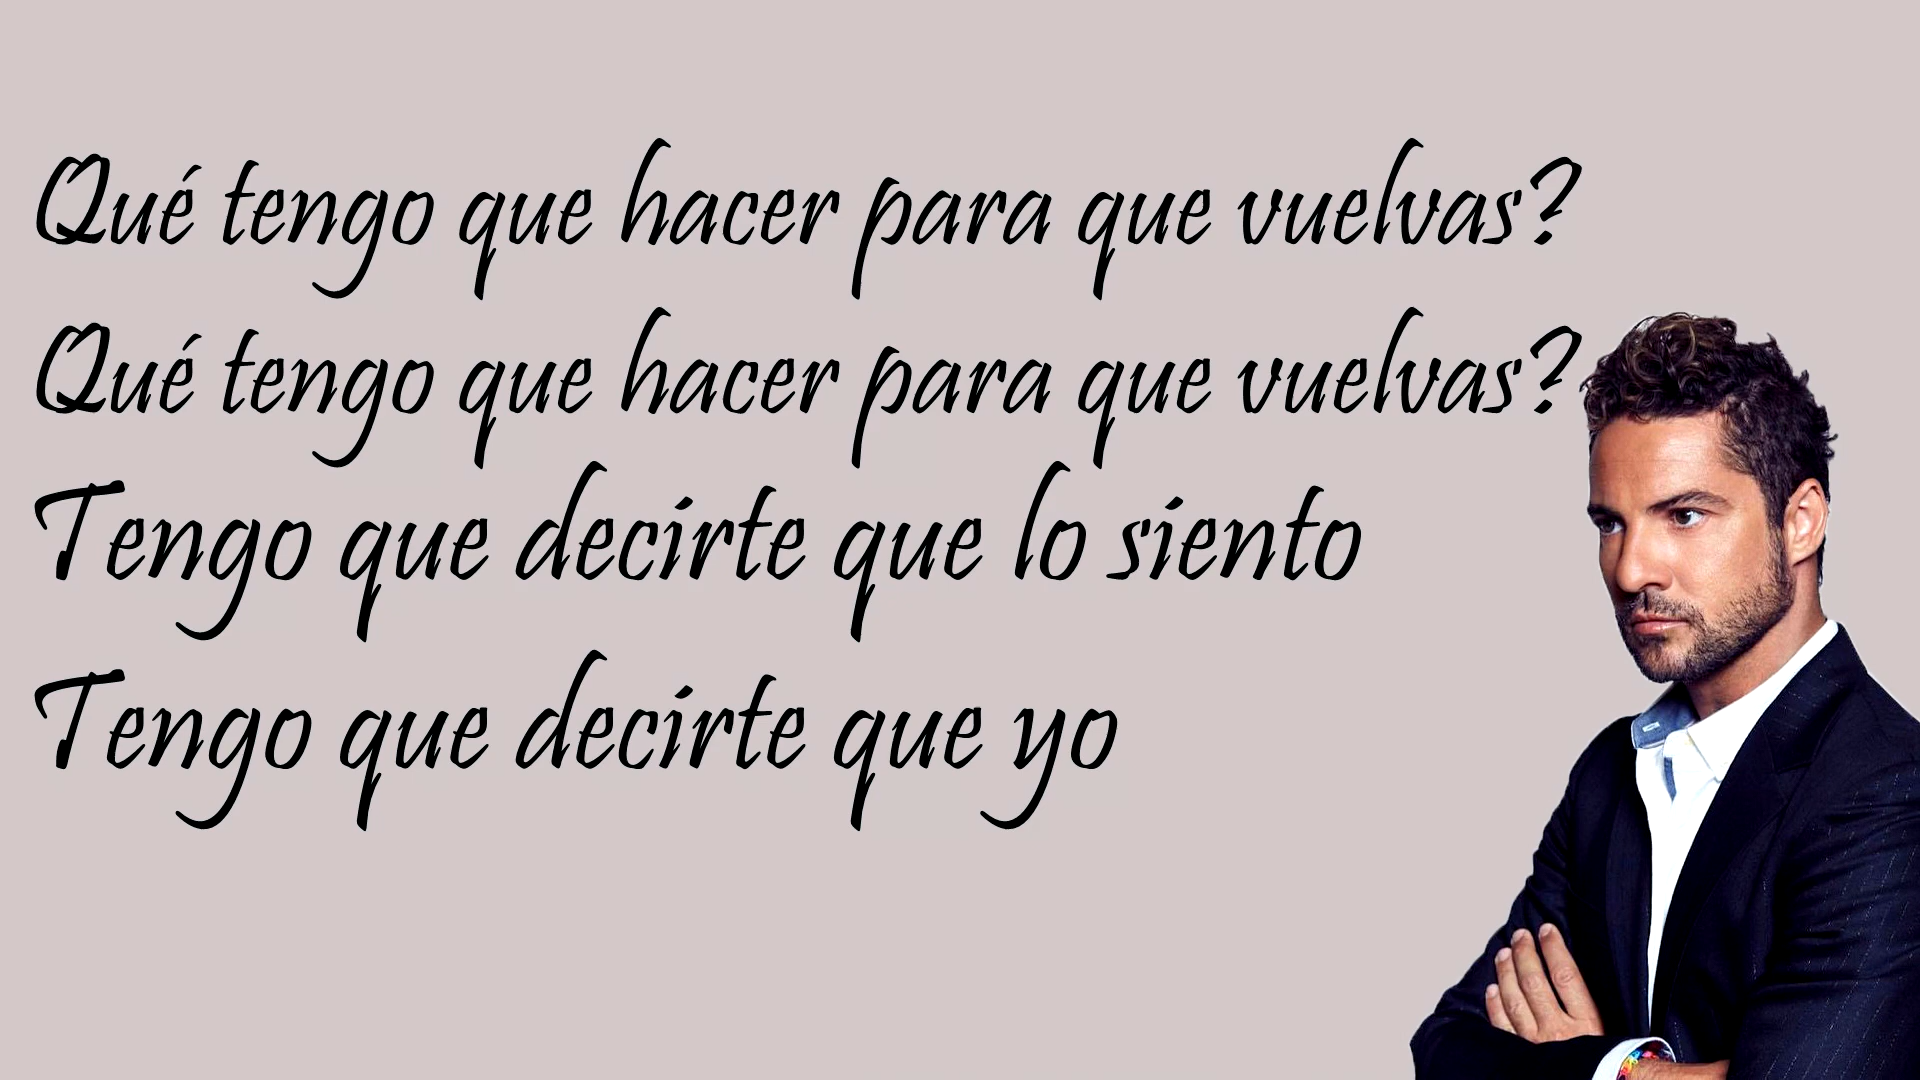 Qué tengo que hacer para que vuelvas?
Qué tengo que hacer para que vuelvas?
Tengo que decirte que lo siento
Tengo que decirte que yo